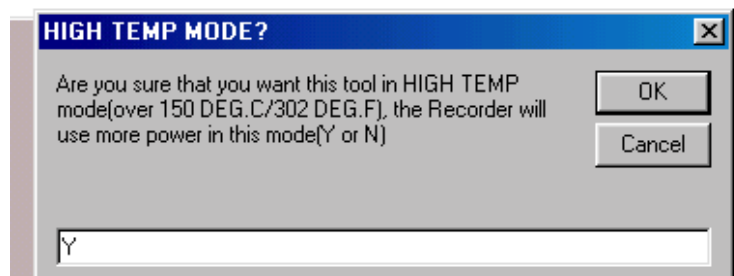 HIGH TEMP MODE?
Are you sure that you want this tool in HIGH TEMP
mode(over 150 DEG.C/302 DEG.F), the Recorder will
use more power in this mode(Y or N)
OK
Cancel
Y